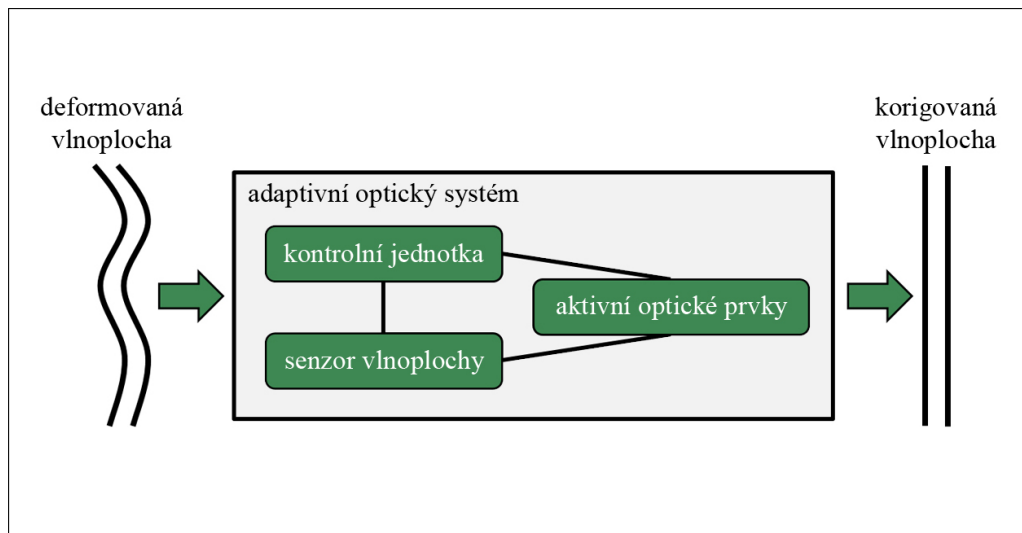 deformovaná
vlnoplocha
korigovaná
vlnoplocha
adaptivní optický systém
kontrolní jednotka
aktivní optické prvky
senzor vlnoplochy